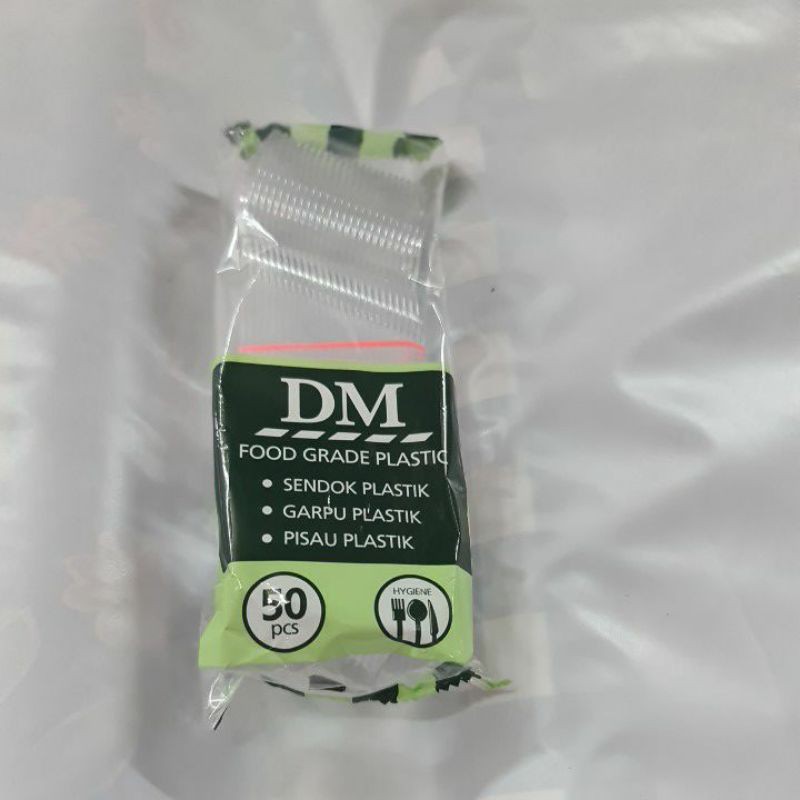 DM
FOOD GRADE PLASTIC
• SENDOK PLASTIK
• GARPU PLASTIK
• PISAU PLASTIK
50
pcs
HYGIENE